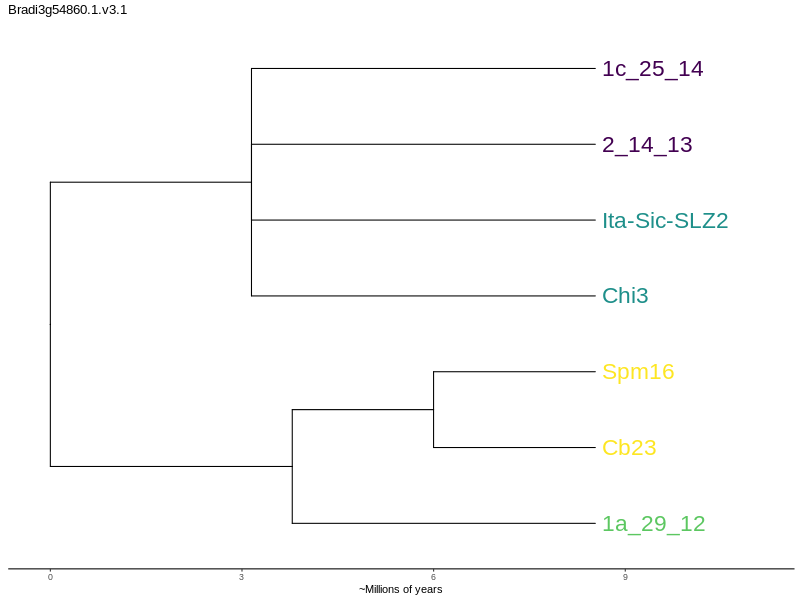 Bradi3g54860.1.v3.1
1c_25_14
2_14_13
Ita-Sic-SLZ2
Chi3
Spm16
Cb23
1a_29_12
0 3 6 9
~Millions of years